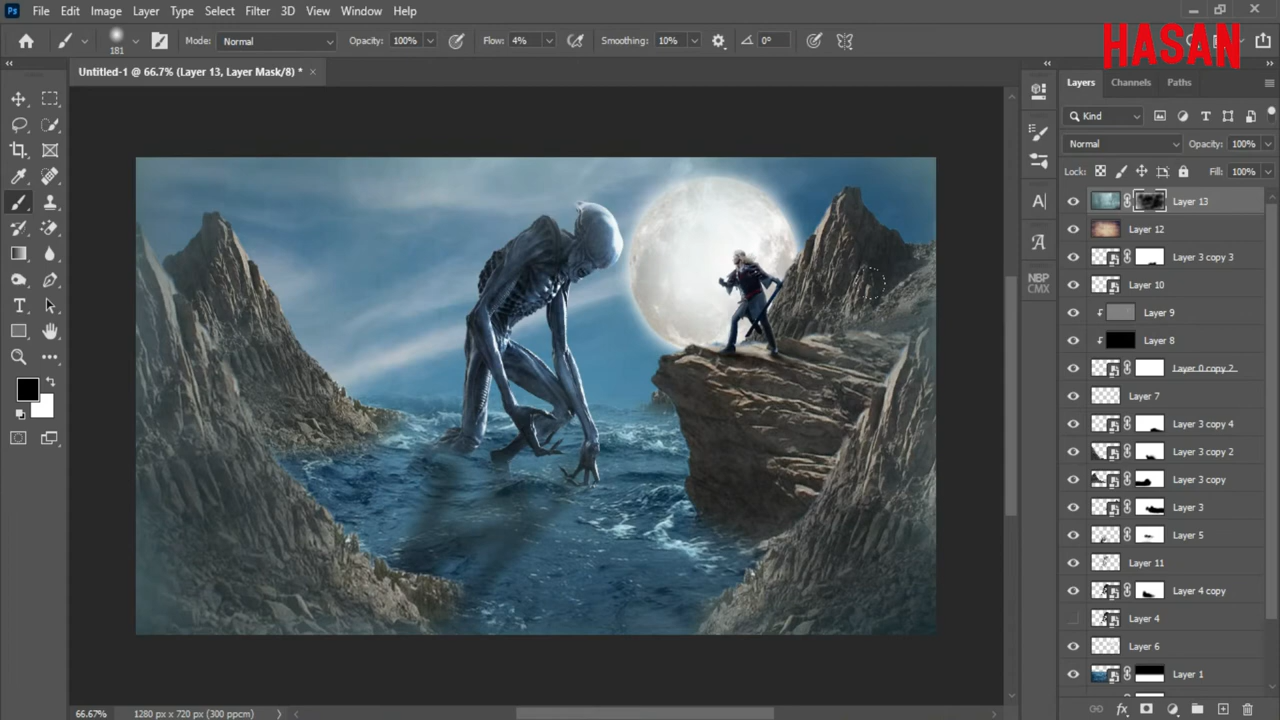 Ps File Edit Image Layer Type Select Filter 3D View Window Help
181 Mode: Normal Opacity: 100% Flow: 4% Smoothing: 10% 0°
HASAN
Untitled-1 @ 66.7% (Layer 13, Layer Mask/8) * ×
Layers Channels Paths
Kind
Normal Opacity: 100%
Lock: Fill: 100%
Layer 13
Layer 12
Layer 3 copy 3
Layer 10
Layer 9
Layer 8
Layer 0 copy 2
Layer 7
Layer 3 copy 4
Layer 3 copy 2
Layer 3 copy
Layer 3
Layer 5
Layer 11
Layer 4 copy
Layer 4
Layer 6
Layer 1
NBP
CMX
66.67% 1280 px x 720 px (300 ppcm)